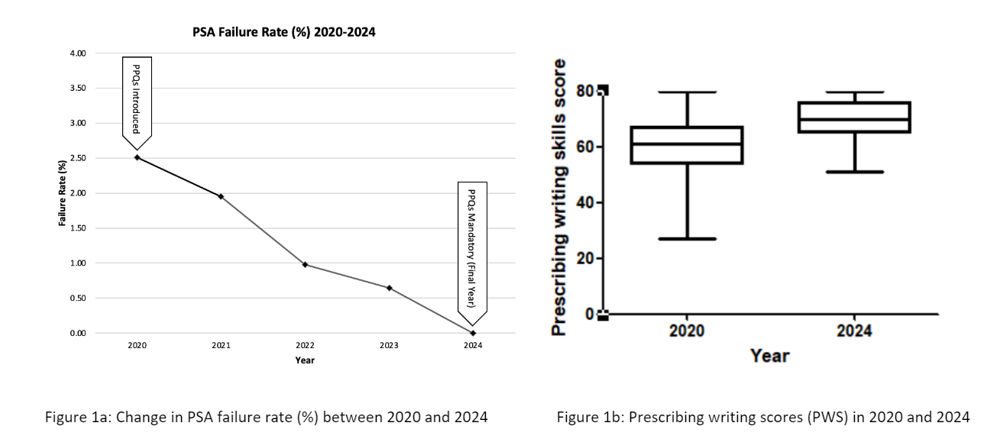 PSA Failure Rate (%) 2020-2024
4.00
3.50
3.00
2.50
2.00
1.50
1.00
0.50
0.00
Failure Rate (%)
PPQs Introduced
PPQs Mandatory (Final Year)
2020 2021 2022 2023 2024
Year
Prescribing writing skills score
80
60
40
20
0
2020 2024
Year
Figure 1a: Change in PSA failure rate (%) between 2020 and 2024
Figure 1b: Prescribing writing scores (PWS) in 2020 and 2024